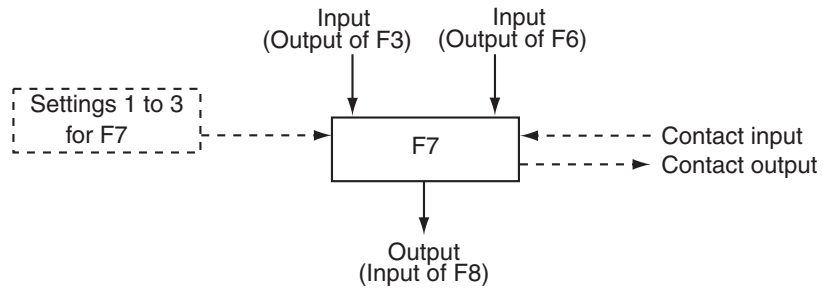 Input
(Output of F3)
Input
(Output of F6)
Settings 1 to 3
for F7
F7
Contact input
Contact output
Output
(Input of F8)